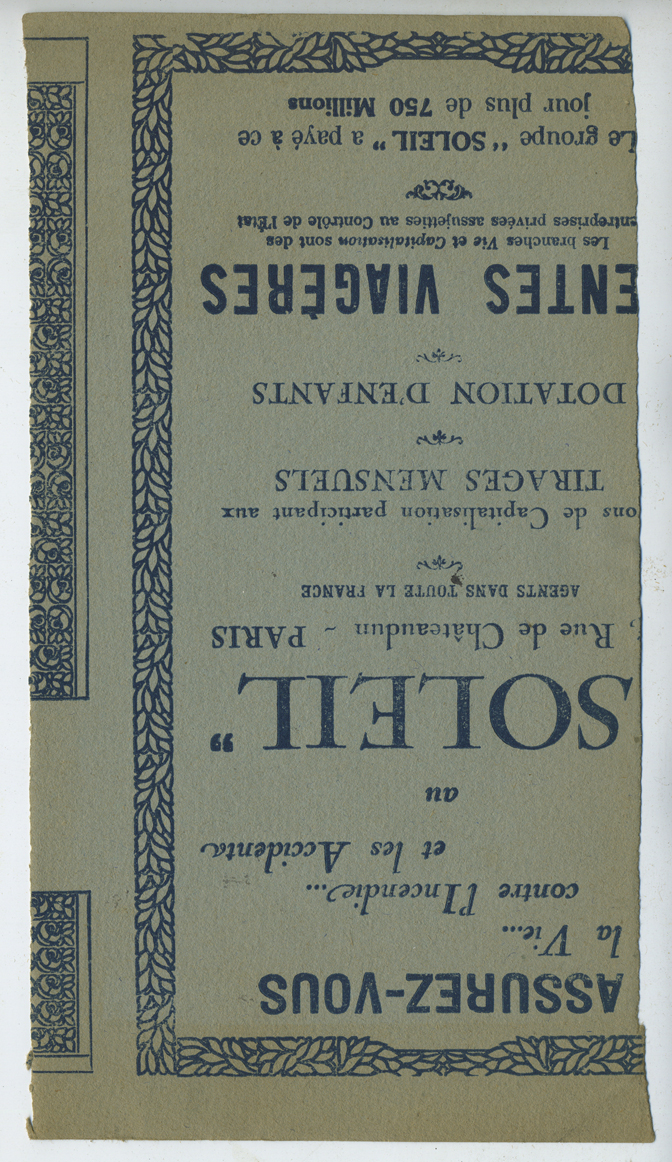 ASSUREZ-VOUS
la Vie...
contre l'Incendie...
et les Accidents
au
SOLEIL ”
, Rue de Châteaudun - PARIS
AGENTS DANS TOUTE LA FRANCE
ons de Capitalisation participant aux
TIRAGES MENSUELS
DOTATION D'ENFANTS
ENTES VIAGÈRES
Les branches Vie et Capitalisation sont des
entreprises privées assujetties au Contrôle de l'État
Le groupe “ SOLEIL ” a payé à ce
jour plus de 750 Millions